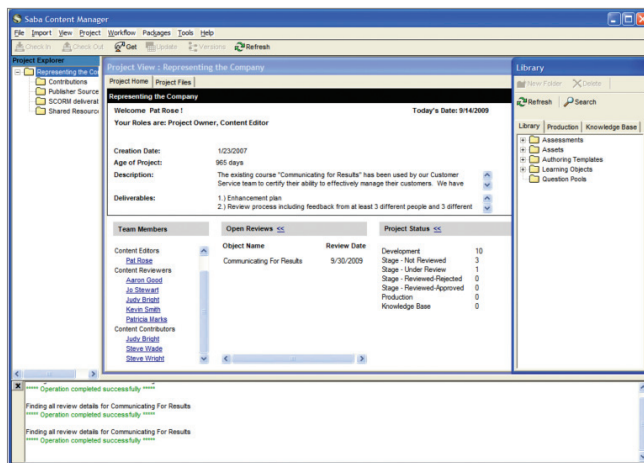 Saba Content Manager
File Import View Project Workflow Packages Tools Help
Check In Check Out Get Update Versions Refresh
Project Explorer
Representing the Co
Contributions
Publisher Source
SCORM deliverat
Shared Resourc
Project View : Representing the Company
Project Home Project Files
Representing the Company
Welcome Pat Rose ! Today's Date: 9/14/2009
Your Roles are: Project Owner, Content Editor
Creation Date: 1/23/2007
Age of Project: 965 days
Description: The existing course "Communicating for Results" has been used by our Customer
Service team to certify their ability to effectively manage their customers. We have
Deliverables: 1.) Enhancement plan
2.) Review process including feedback from at least 3 different people and 3 different
Team Members
Content Editors
Pat Rose
Content Reviewers
Aaron Good
Jo Stewart
Judy Bright
Kevin Smith
Patricia Marks
Content Contributors
Judy Bright
Steve Wade
Steve Wright
Open Reviews <<
Object Name Review Date
Communicating For Results 9/30/2009
Project Status <<
Development 10
Stage - Not Reviewed 3
Stage - Under Review 1
Stage - Reviewed-Rejected 0
Stage - Reviewed-Approved 0
Production 0
Knowledge Base 0
Library
New Folder Delete
Refresh Search
Library Production Knowledge Base
Assessments
Assets
Authoring Templates
Learning Objects
Question Pools
***** Operation completed successfully *****
Finding all review details for Communicating For Results
***** Operation completed successfully *****
Finding all review details for Communicating For Results
***** Operation completed successfully *****